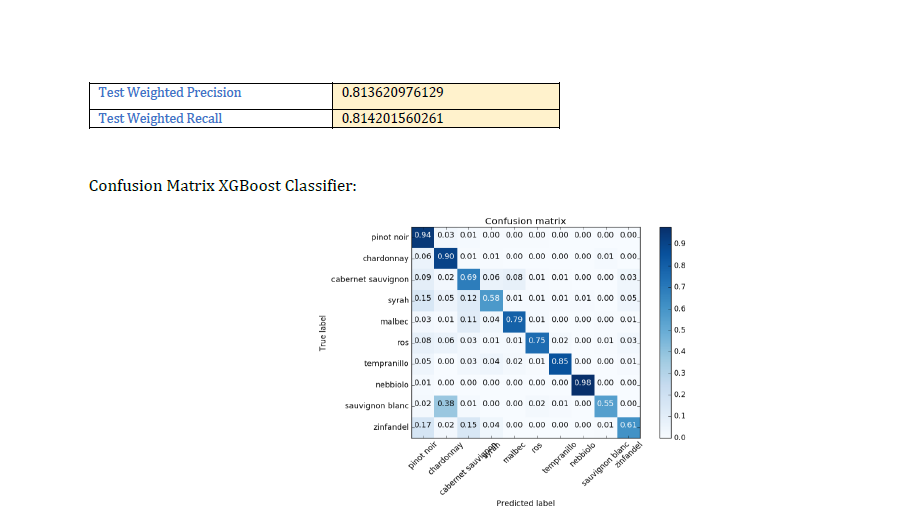 Test Weighted Precision 0.813620976129
Test Weighted Recall 0.814201560261
Confusion Matrix XGBoost Classifier:
Confusion matrix
pinot noir 0.94 0.03 0.01 0.00 0.00 0.00 0.00 0.00 0.00 0.00
chardonnay 0.06 0.90 0.01 0.01 0.00 0.00 0.00 0.00 0.01 0.00
cabernet sauvignon 0.09 0.02 0.69 0.06 0.08 0.01 0.01 0.00 0.00 0.03
syrah 0.15 0.05 0.12 0.58 0.01 0.01 0.01 0.01 0.00 0.05
malbec 0.03 0.01 0.11 0.04 0.79 0.01 0.00 0.00 0.00 0.01
ros 0.08 0.06 0.03 0.01 0.01 0.75 0.02 0.00 0.01 0.03
tempranillo 0.05 0.00 0.03 0.04 0.02 0.01 0.85 0.00 0.00 0.01
nebbiolo 0.01 0.00 0.00 0.00 0.00 0.00 0.00 0.98 0.00 0.00
sauvignon blanc 0.02 0.38 0.01 0.00 0.00 0.02 0.01 0.00 0.55 0.00
zinfandel 0.17 0.02 0.15 0.04 0.00 0.00 0.00 0.00 0.01 0.61
True label
pinot noir chardonnay cabernet sauvignon syrah malbec ros tempranillo nebbiolo sauvignon blanc zinfandel
Predicted label
0.9
0.8
0.7
0.6
0.5
0.4
0.3
0.2
0.1
0.0